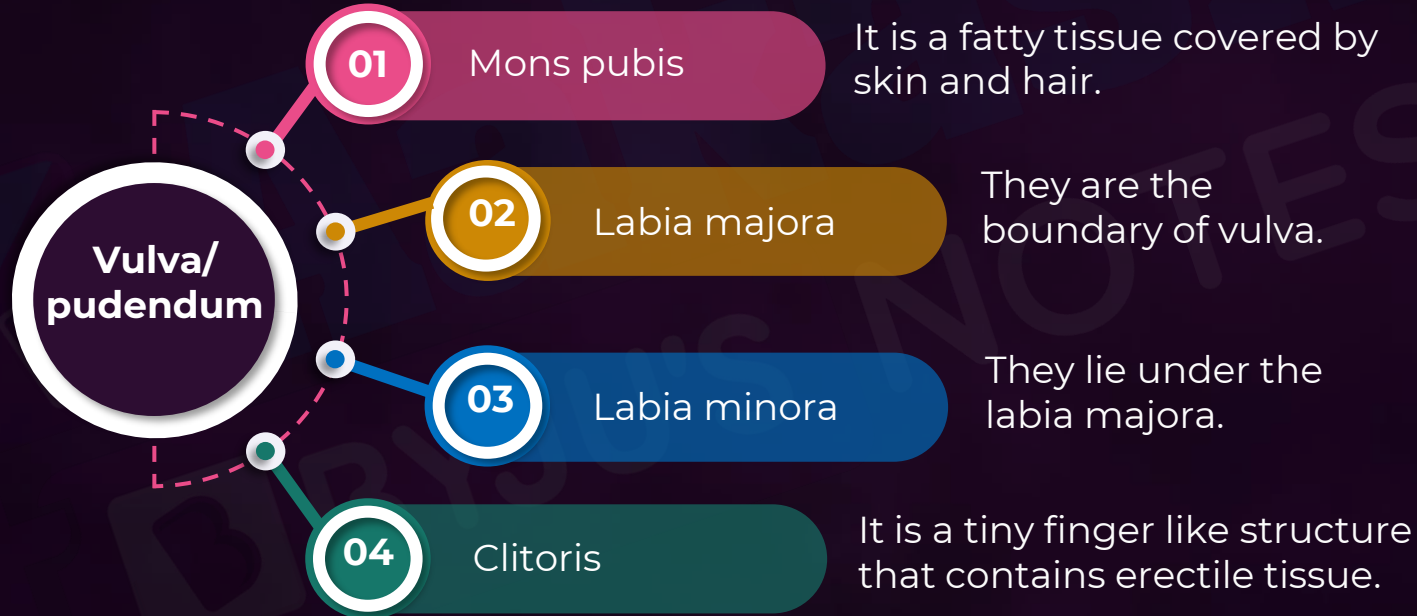 01
Mons pubis
It is a fatty tissue covered by
skin and hair.
02
Labia majora
They are the
boundary of vulva.
Vulva/
pudendum
03
Labia minora
They lie under the
labia majora.
04
Clitoris
It is a tiny finger like structure
that contains erectile tissue.
BYJU'S NOTES